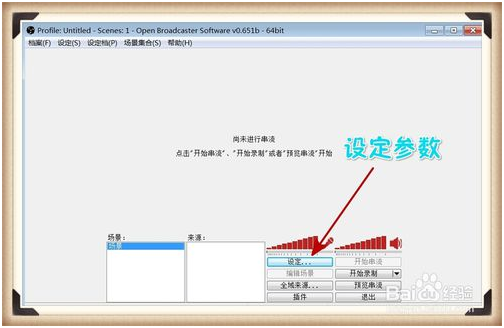 Profile: Untitled - Scenes: 1 - Open Broadcaster Software v0.651b - 64bit
档案(F) 设定(S) 设定档(P) 场景集合(S) 帮助(H)
尚未进行串流
点击"开始串流"、"开始录制"或者"预览串流"开始
设定参数
场景: 来源:
场景
设定... 开始串流
编辑场景 开始录制
全域来源... 预览串流
插件 退出
Baidu 经验